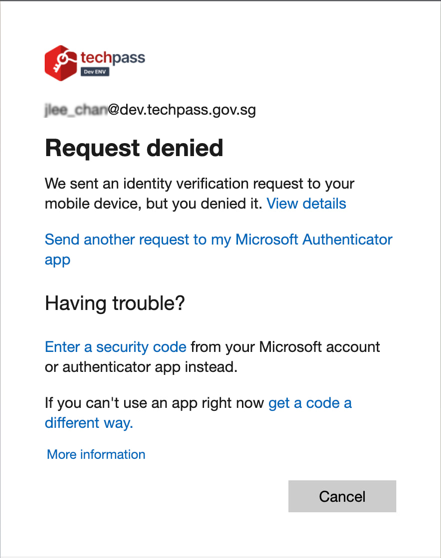 techpass
Dev ENV
@dev.techpass.gov.sg
Request denied
We sent an identity verification request to your
mobile device, but you denied it. View details
Send another request to my Microsoft Authenticator
app
Having trouble?
Enter a security code from your Microsoft account
or authenticator app instead.
If you can't use an app right now get a code a
different way.
More information
Cancel